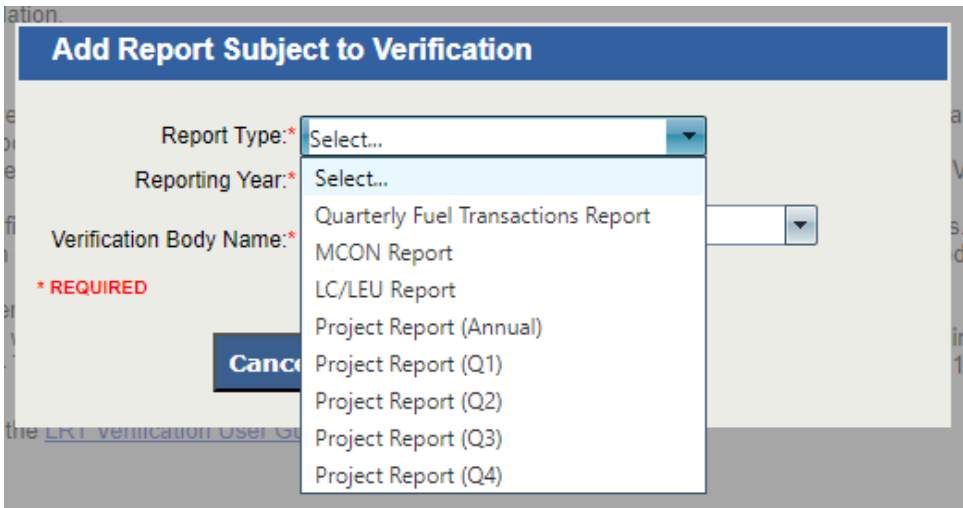 lation.
Add Report Subject to Verification
Report Type:* Select...
Reporting Year:* Select...
Quarterly Fuel Transactions Report
Verification Body Name:*
MCON Report
* REQUIRED
LC/LEU Report
Project Report (Annual)
Project Report (Q1)
Project Report (Q2)
Project Report (Q3)
Project Report (Q4)
Cance
the LRT Verification User Gu